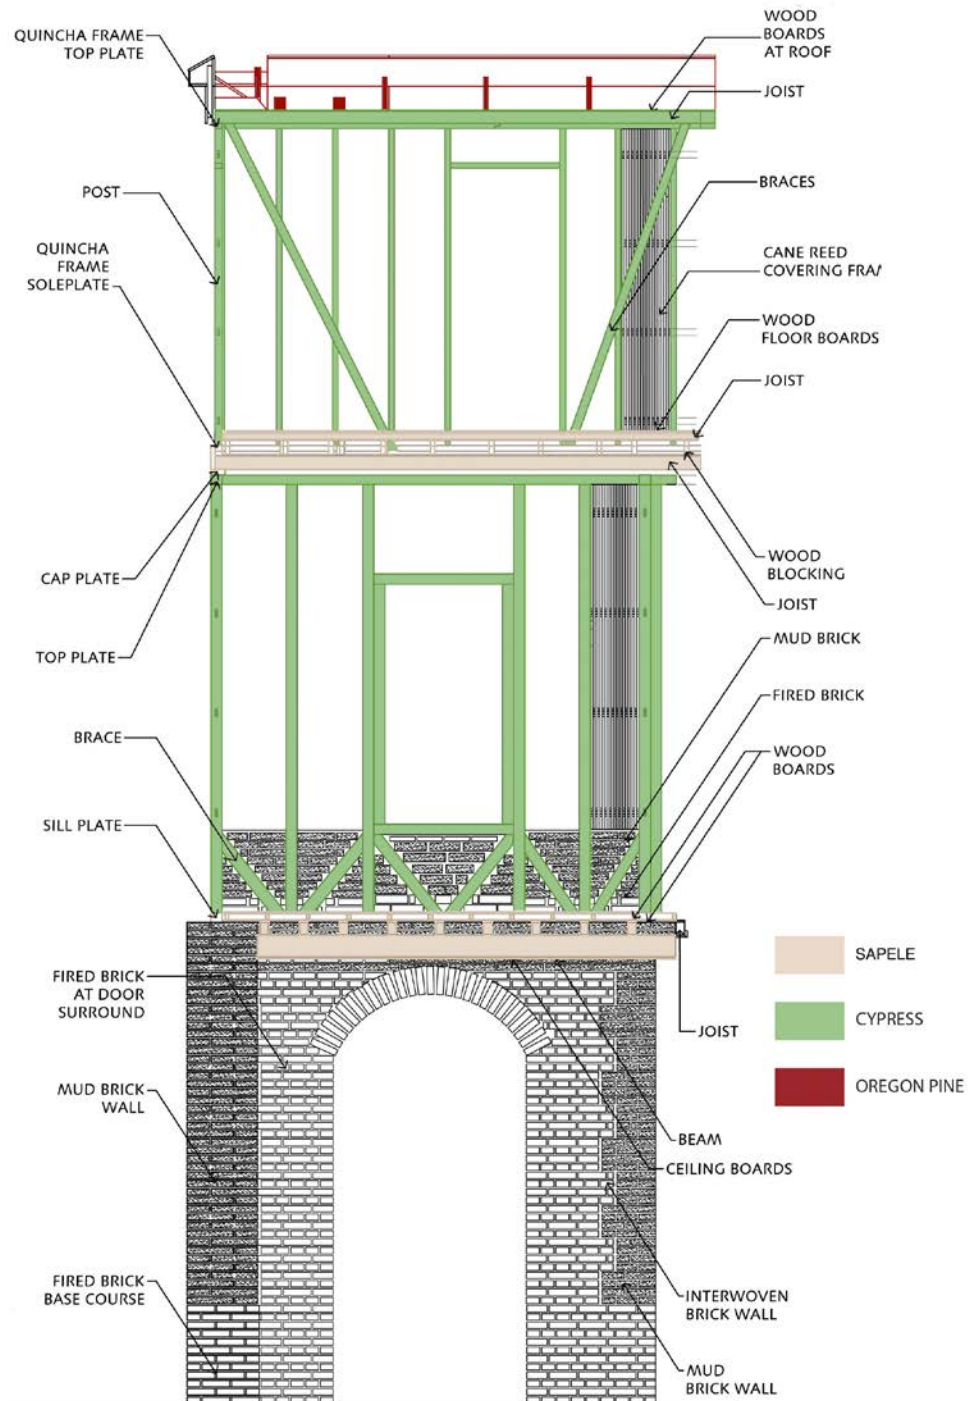 QUINCHA FRAME
TOP PLATE
POST
QUINCHA
FRAME
SOLEPLATE
CAP PLATE
TOP PLATE
BRACE
SILL PLATE
FIRED BRICK
AT DOOR
SURROUND
MUD BRICK
WALL
FIRED BRICK
BASE COURSE
WOOD
BOARDS
AT ROOF
JOIST
BRACES
CANE REED
COVERING FRA
WOOD
FLOOR BOARDS
JOIST
WOOD
BLOCKING
JOIST
MUD BRICK
FIRED BRICK
WOOD
BOARDS
SAPELE
CYPRESS
OREGON PINE
JOIST
BEAM
CEILING BOARDS
INTERWOVEN
BRICK WALL
MUD
BRICK WALL